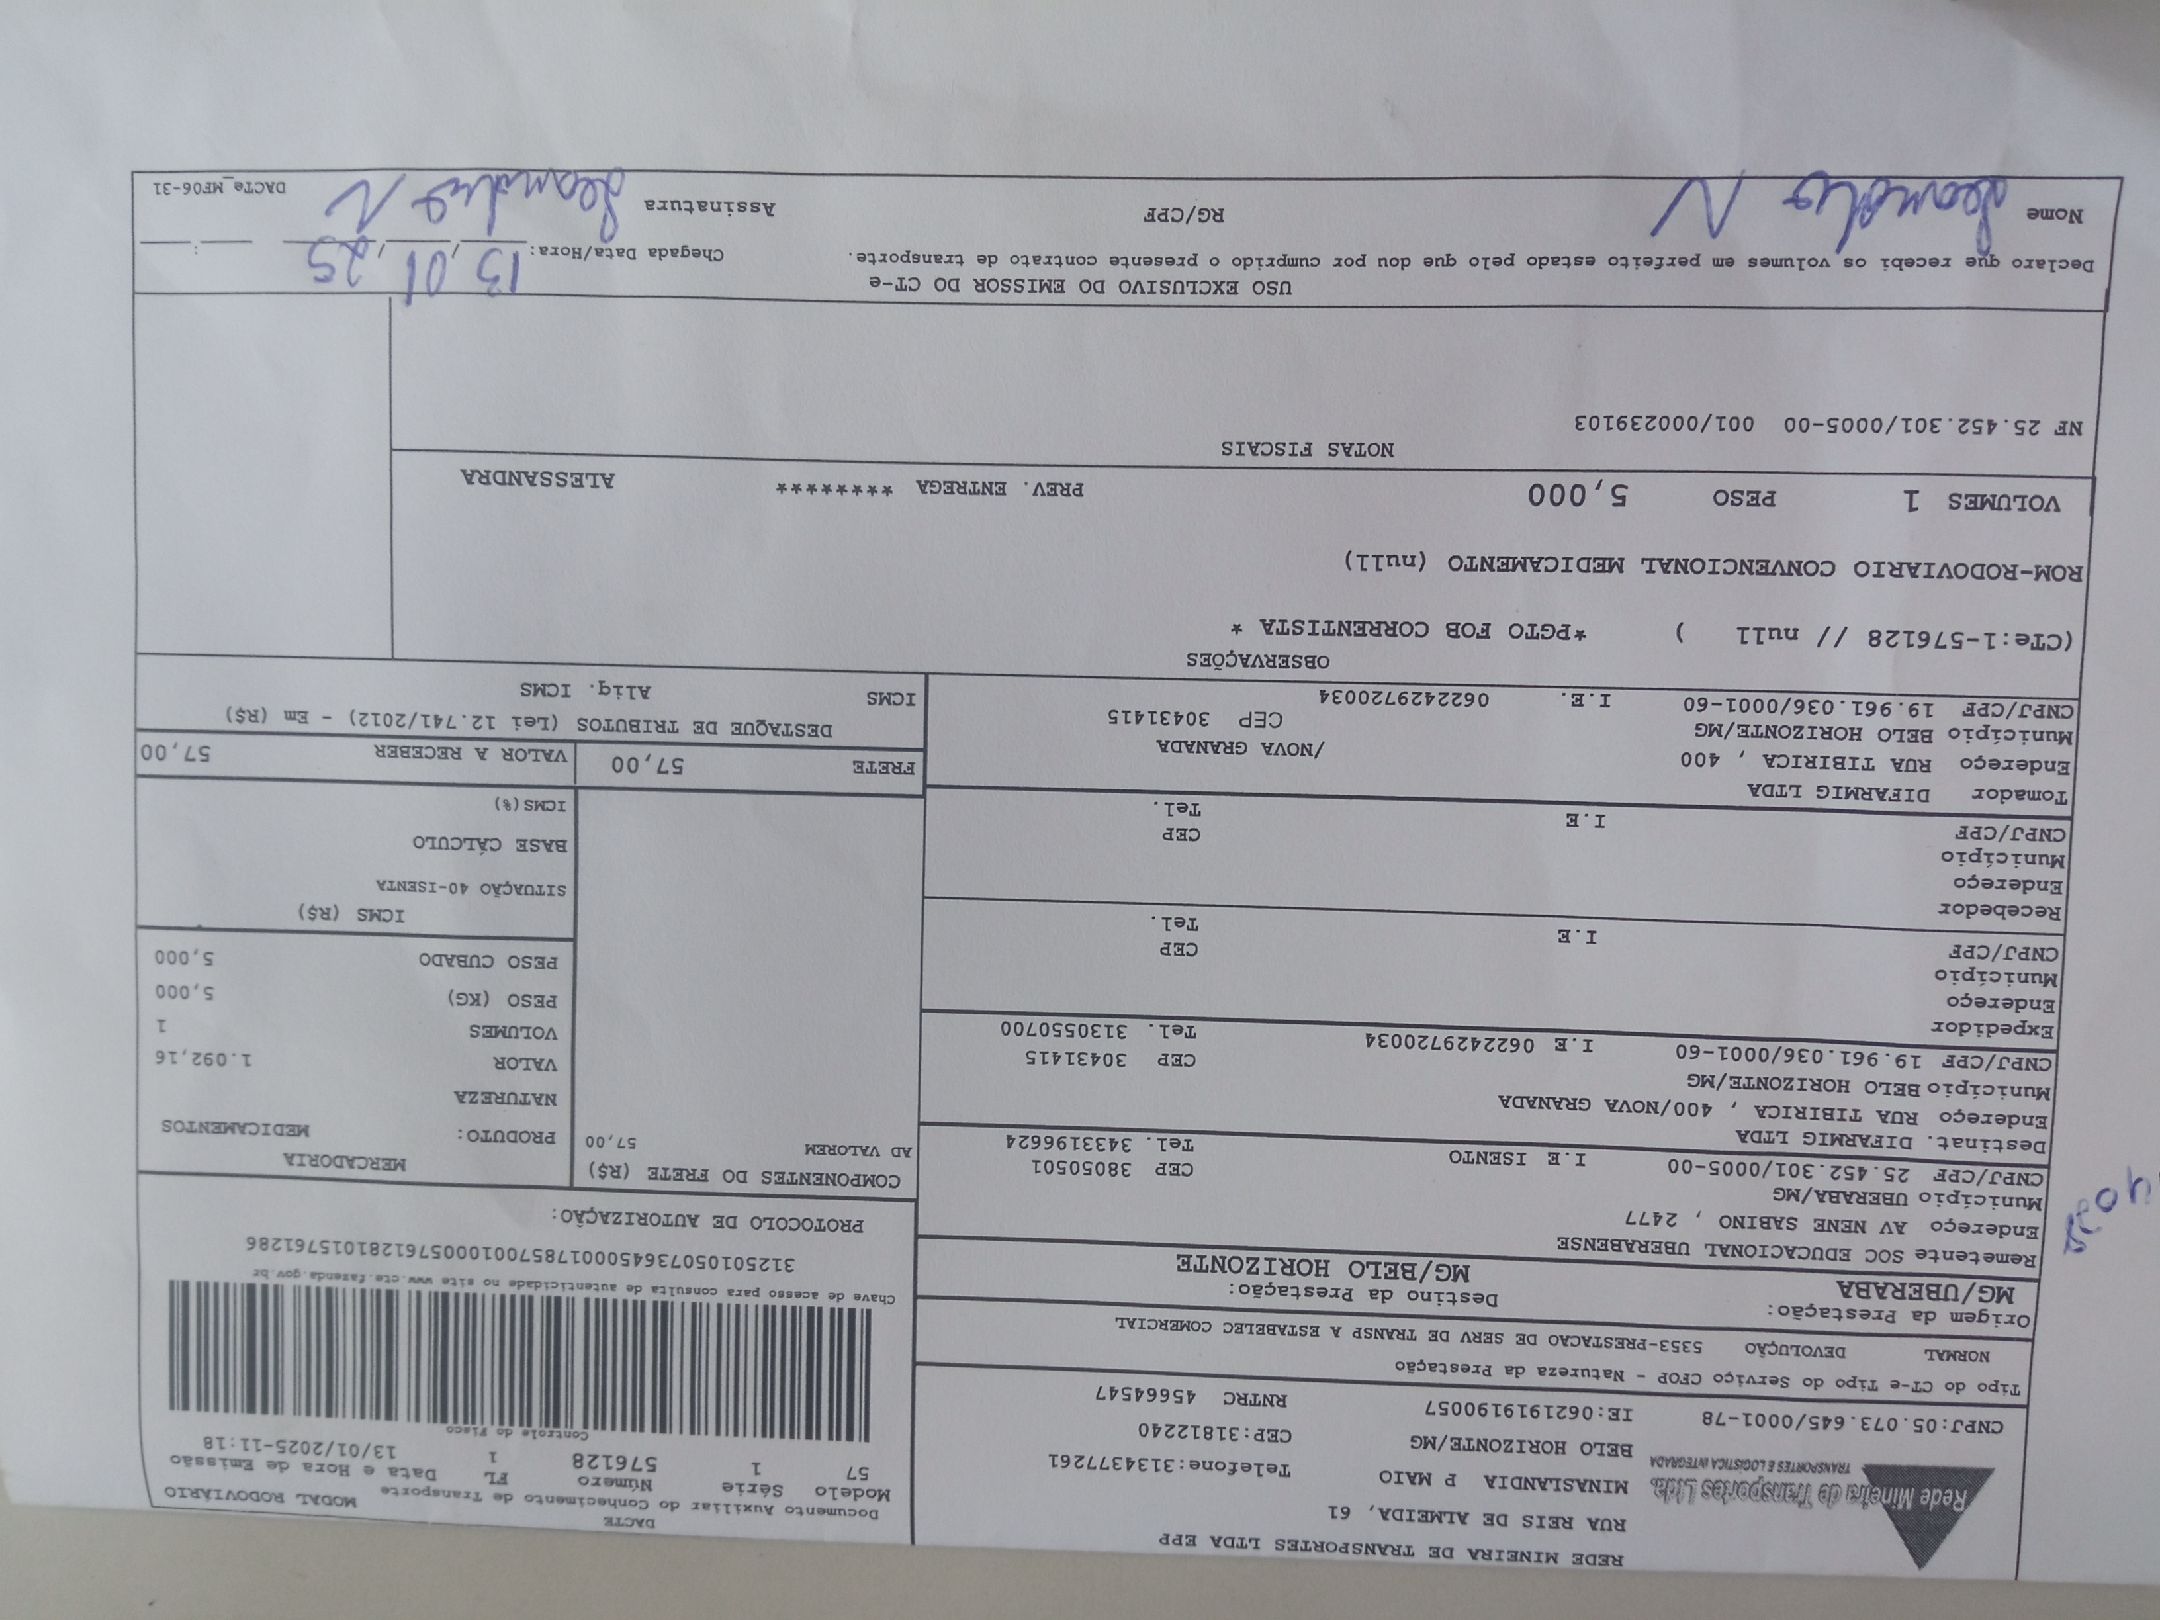 REDE MINEIRA DE TRANSPORTES LTDA EPP
RUA REIS DE ALMEIDA, 61
Rede Mineira de Transportes Ltda.
TRANSPORTES E LOGÍSTICA INTEGRADA
MINASLANDIA P MAIO Telefone:3134377261
BELO HORIZONTE/MG CEP:31812240
CNPJ:05.073.645/0001-78 IE:0621919190057 RNTRC 45664547
DACTE
Documento Auxiliar do Conhecimento de Transporte MODAL RODOVIÁRIO
Modelo Série Número FL Data e Hora de Emissão
57 1 576128 1 13/01/2025-11:18
Controle do Fisco
Chave de acesso para consulta de autenticidade no site www.cte.fazenda.gov.br
31250105073645000178570010005761281015761286
PROTOCOLO DE AUTORIZAÇÃO:
Tipo do CT-e Tipo do Serviço CFOP - Natureza da Prestação
NORMAL DEVOLUÇÃO 5353-PRESTACAO DE SERV DE TRANSP A ESTABELEC COMERCIAL
Origem da Prestação: Destino da Prestação:
MG/UBERABA MG/BELO HORIZONTE
Remetente SOC EDUCACIONAL UBERABENSE
Endereço AV NENE SABINO , 2477
Município UBERABA/MG CEP 38050501
CNPJ/CPF 25.452.301/0005-00 I.E ISENTO Tel. 3433196624
Destinat. DIFARMIG LTDA
Endereço RUA TIBIRICA , 400/NOVA GRANADA
Município BELO HORIZONTE/MG CEP 30431415
CNPJ/CPF 19.961.036/0001-60 I.E 0622429720034 Tel. 3130550700
Expedidor
Endereço
Município CEP
CNPJ/CPF I.E Tel.
Recebedor
Endereço
Município CEP
CNPJ/CPF I.E Tel.
Tomador DIFARMIG LTDA
Endereço RUA TIBIRICA , 400 /NOVA GRANADA
Município BELO HORIZONTE/MG CEP 30431415
CNPJ/CPF 19.961.036/0001-60 I.E. 0622429720034
COMPONENTES DO FRETE (R$)
AD VALOREM 57,00
MERCADORIA
PRODUTO: MEDICAMENTOS
NATUREZA
VALOR 1.092,16
VOLUMES 1
PESO (KG) 5,000
PESO CUBADO 5,000
ICMS (R$)
SITUAÇÃO 40-ISENTA
BASE CÁLCULO
ICMS(%)
FRETE 57,00 VALOR A RECEBER 57,00
DESTAQUE DE TRIBUTOS (Lei 12.741/2012) - Em (R$)
ICMS Aliq. ICMS
OBSERVAÇÕES
(CTe:1-576128 // null ) *PGTO FOB CORRENTISTA *
ROM-RODOVIARIO CONVENCIONAL MEDICAMENTO (null)
VOLUMES 1 PESO 5,000 PREV. ENTREGA ******** ALESSANDRA
NOTAS FISCAIS
NF 25.452.301/0005-00 001/000239103
USO EXCLUSIVO DO EMISSOR DO CT-e
Declaro que recebi os volumes em perfeito estado pelo que dou por cumprido o presente contrato de transporte. Chegada Data/Hora: 13/01/25 :
Nome Leandro N RG/CPF Assinatura Leandro N
DACTe_MF06-31